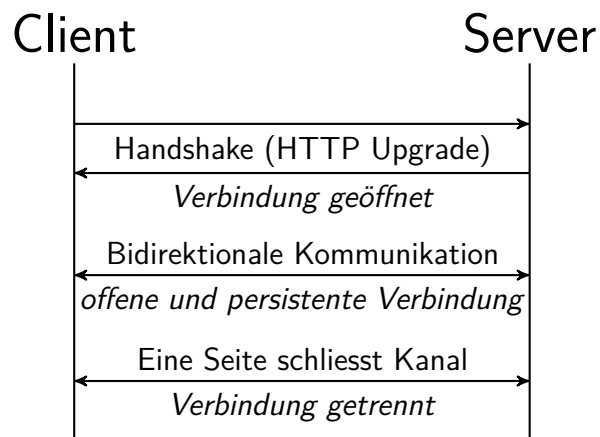 Client Server
Handshake (HTTP Upgrade)
Verbindung geöffnet
Bidirektionale Kommunikation
offene und persistente Verbindung
Eine Seite schliesst Kanal
Verbindung getrennt